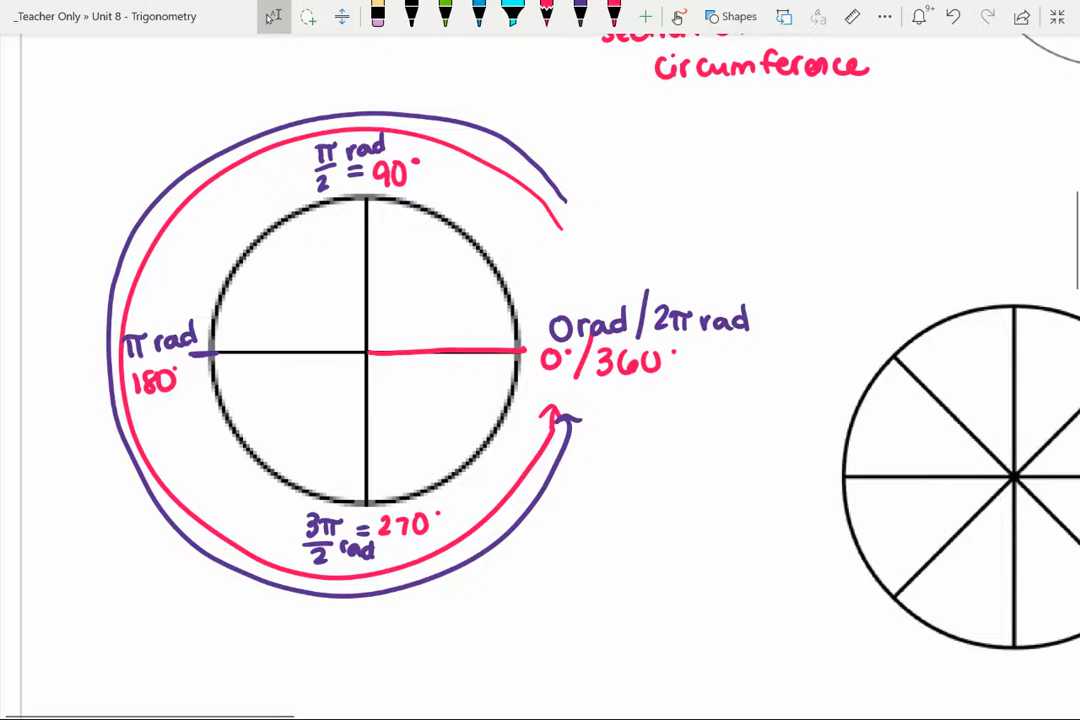 _Teacher Only » Unit 8 - Trigonometry
Shapes
9+
circumference
π/2 rad = 90°
π rad
180°
0 rad / 2π rad
0° / 360°
3π/2 rad = 270°